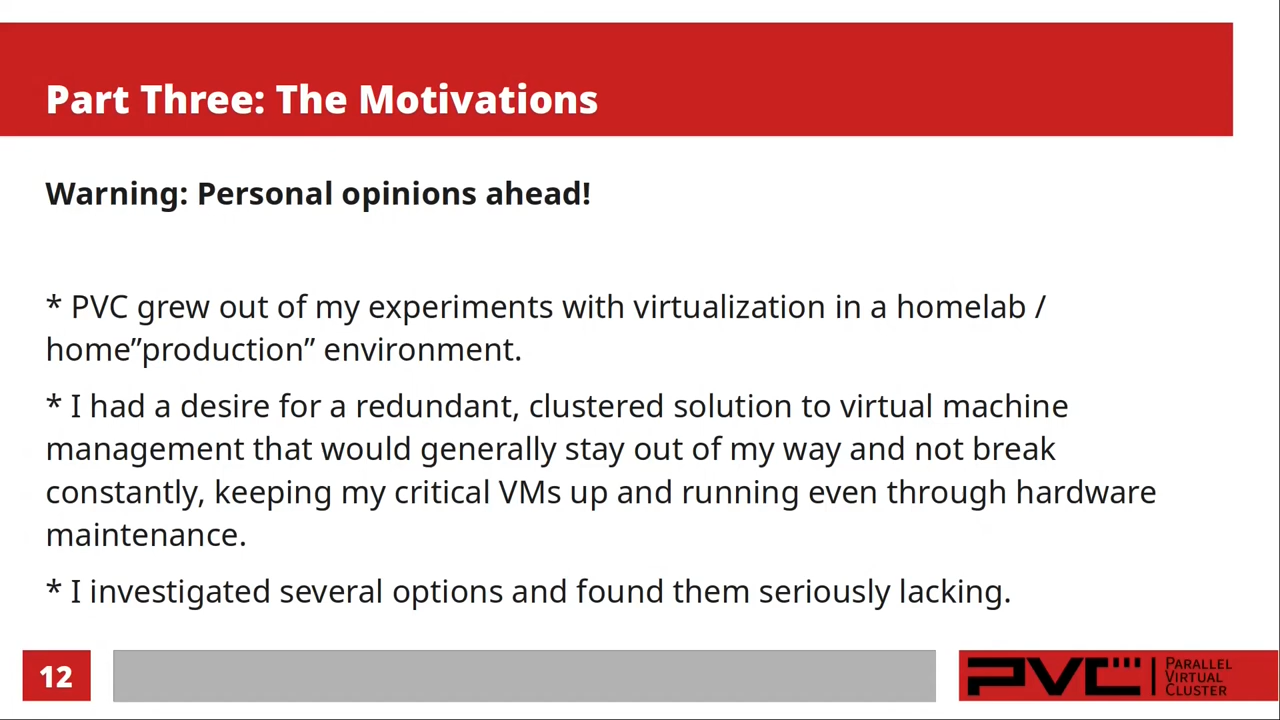 Part Three: The Motivations
Warning: Personal opinions ahead!
* PVC grew out of my experiments with virtualization in a homelab /
home”production” environment.
* I had a desire for a redundant, clustered solution to virtual machine
management that would generally stay out of my way and not break
constantly, keeping my critical VMs up and running even through hardware
maintenance.
* I investigated several options and found them seriously lacking.
12
PVC
PARALLEL
VIRTUAL
CLUSTER